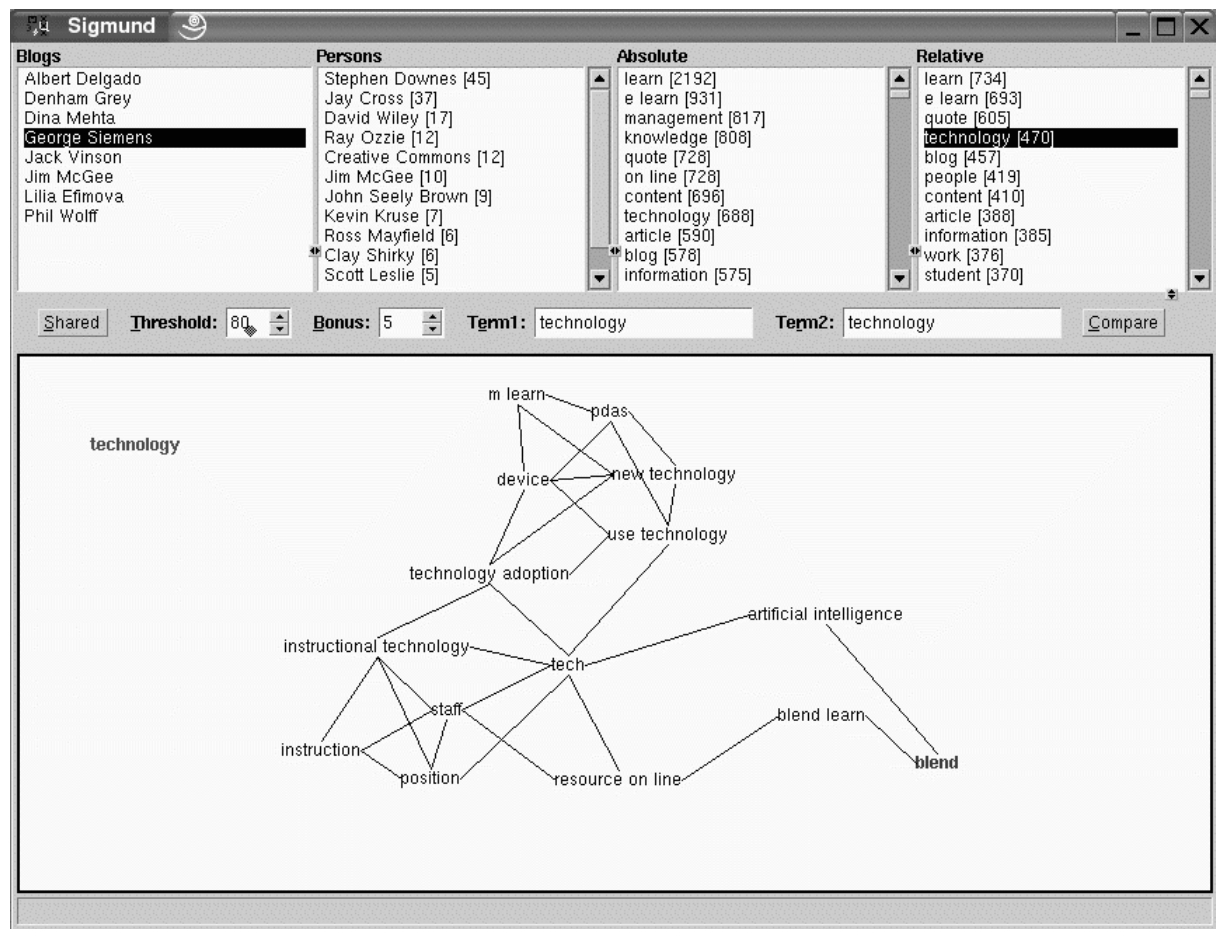 Sigmund
Blogs
Albert Delgado
Denham Grey
Dina Mehta
George Siemens
Jack Vinson
Jim McGee
Lilia Efimova
Phil Wolff
Persons
Stephen Downes [45]
Jay Cross [37]
David Wiley [17]
Ray Ozzie [12]
Creative Commons [12]
Jim McGee [10]
John Seely Brown [9]
Kevin Kruse [7]
Ross Mayfield [6]
Clay Shirky [6]
Scott Leslie [5]
Absolute
learn [2192]
e learn [931]
management [817]
knowledge [808]
quote [728]
on line [728]
content [696]
technology [688]
article [590]
blog [578]
information [575]
Relative
learn [734]
e learn [693]
quote [605]
technology [470]
blog [457]
people [419]
content [410]
article [388]
information [385]
work [376]
student [370]
Shared Threshold: 80 Bonus: 5 Term1: technology Term2: technology Compare
m learn
pdas
technology
device
new technology
use technology
technology adoption
artificial intelligence
instructional technology
tech
staff
blend learn
instruction
blend
position
resource on line